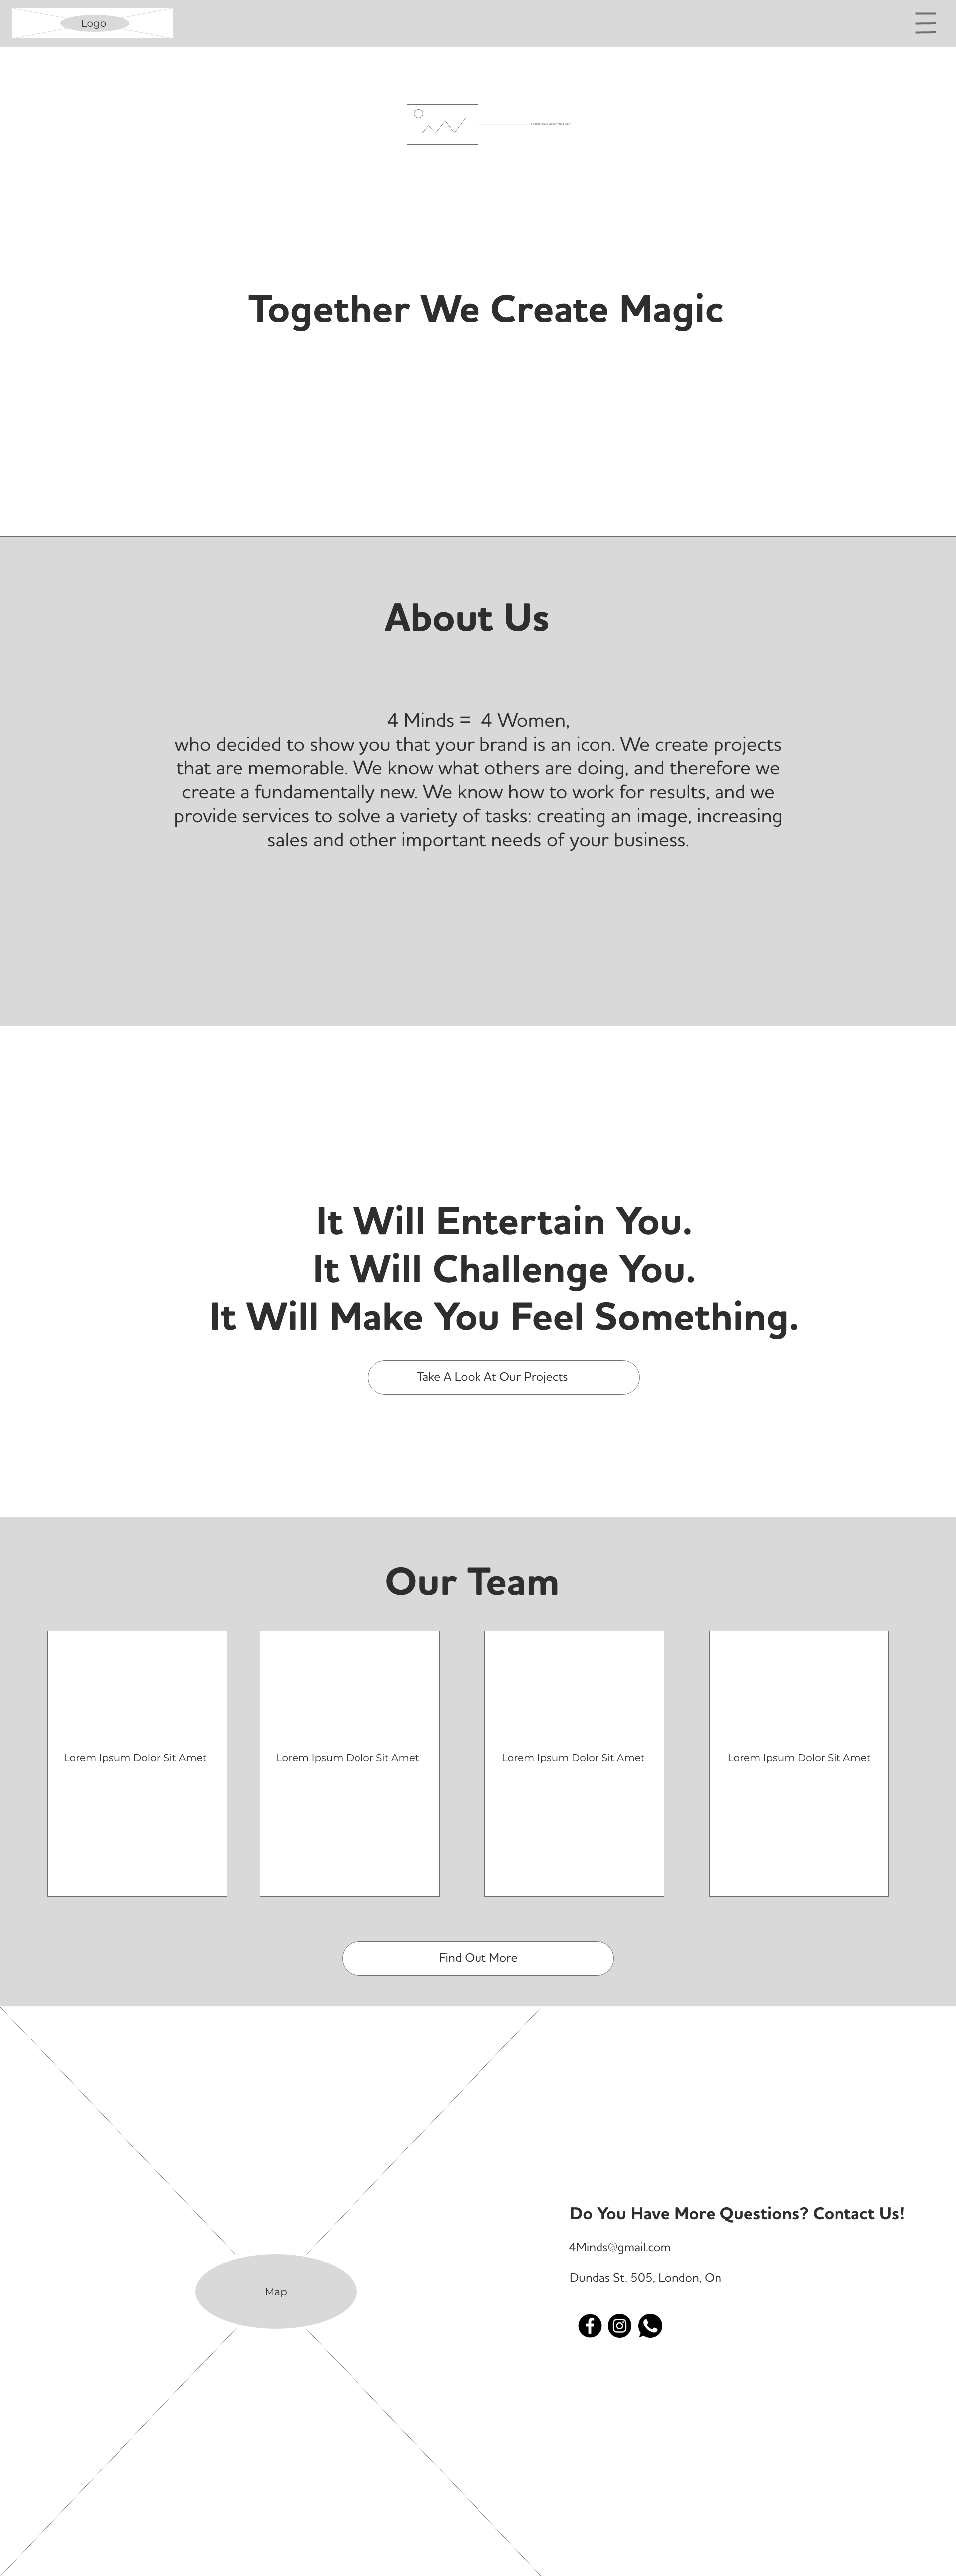 Logo
Together We Create Magic
About Us
4 Minds = 4 Women,
who decided to show you that your brand is an icon. We create projects
that are memorable. We know what others are doing, and therefore we
create a fundamentally new. We know how to work for results, and we
provide services to solve a variety of tasks: creating an image, increasing
sales and other important needs of your business.
It Will Entertain You.
It Will Challenge You.
It Will Make You Feel Something.
Take A Look At Our Projects
Our Team
Lorem Ipsum Dolor Sit Amet
Lorem Ipsum Dolor Sit Amet
Lorem Ipsum Dolor Sit Amet
Lorem Ipsum Dolor Sit Amet
Find Out More
Map
Do You Have More Questions? Contact Us!
4Minds@gmail.com
Dundas St. 505, London, On